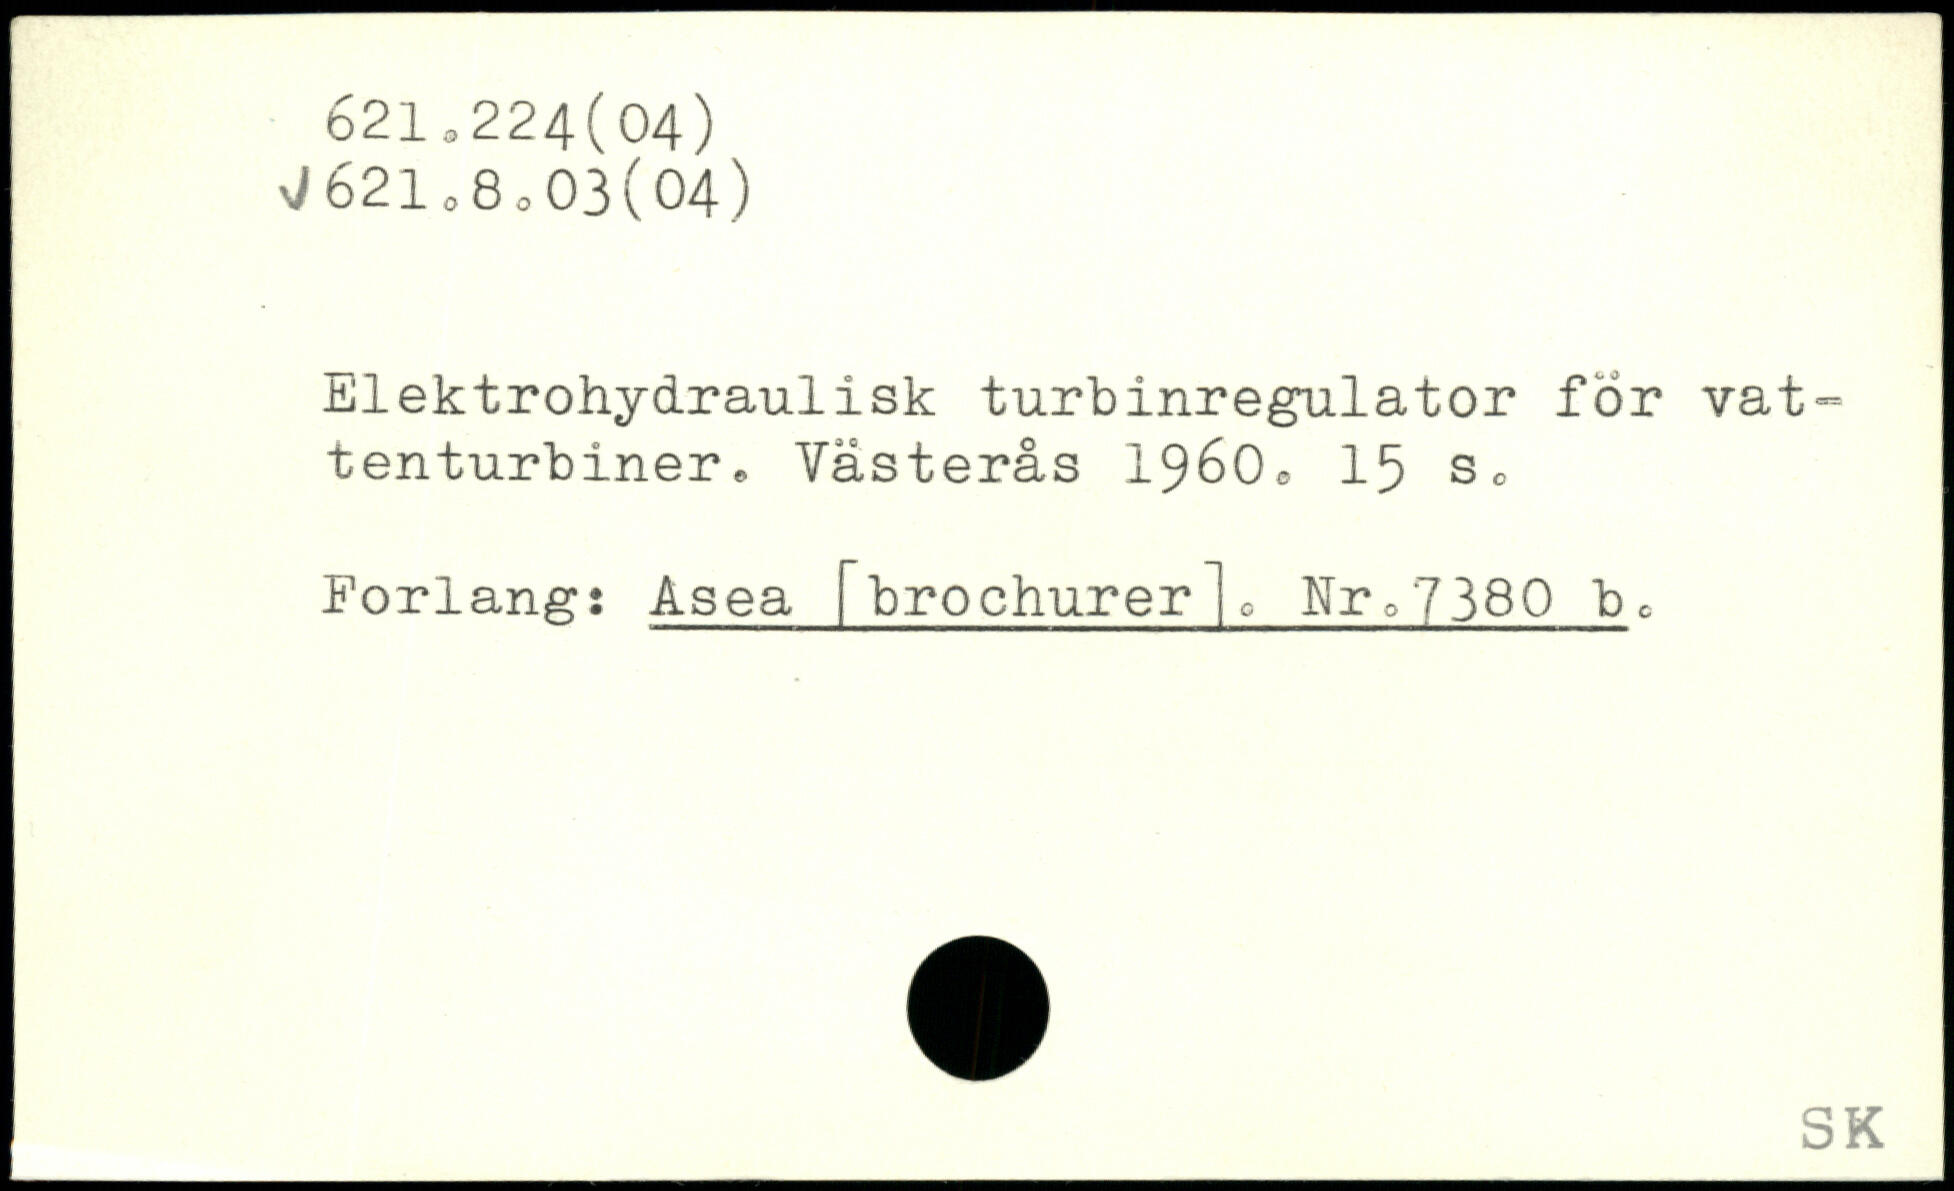 621.224(04)
✓621.8.03(04)
Elektrohydraulisk turbinregulator för vat-
tenturbiner. Västerås 1960. 15 s.
Forlang: Asea [brochurer]. Nr.7380 b.
SK